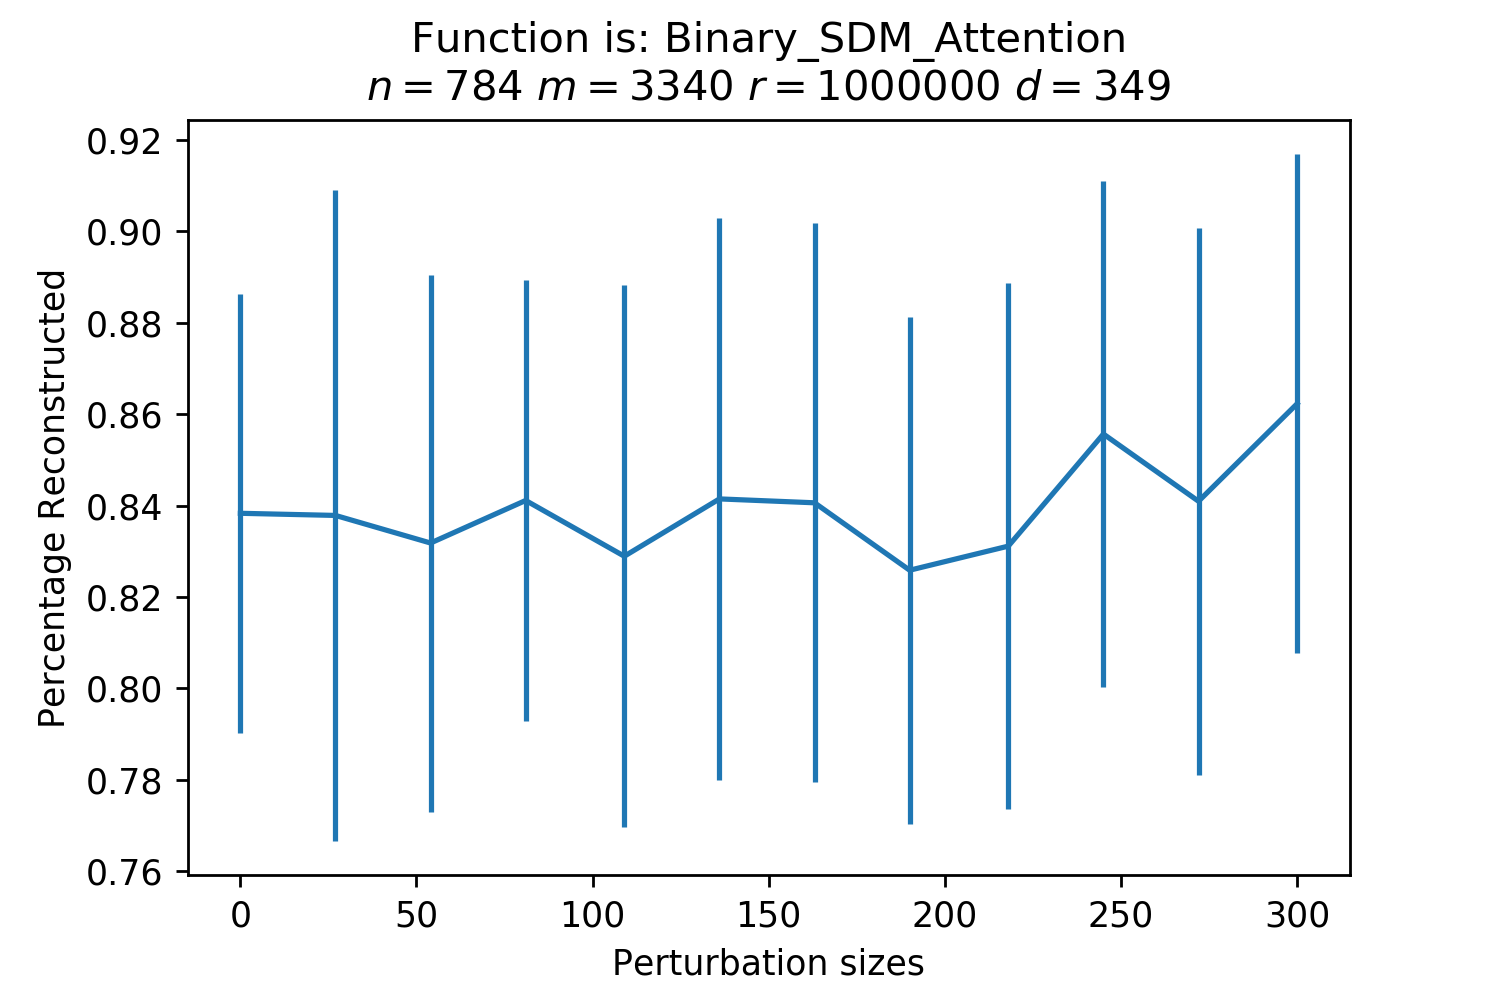 Function is: Binary_SDM_Attention
n = 784 m = 3340 r = 1000000 d = 349
0.92
0.90
0.88
0.86
0.84
0.82
0.80
0.78
0.76
Percentage Reconstructed
0 50 100 150 200 250 300
Perturbation sizes